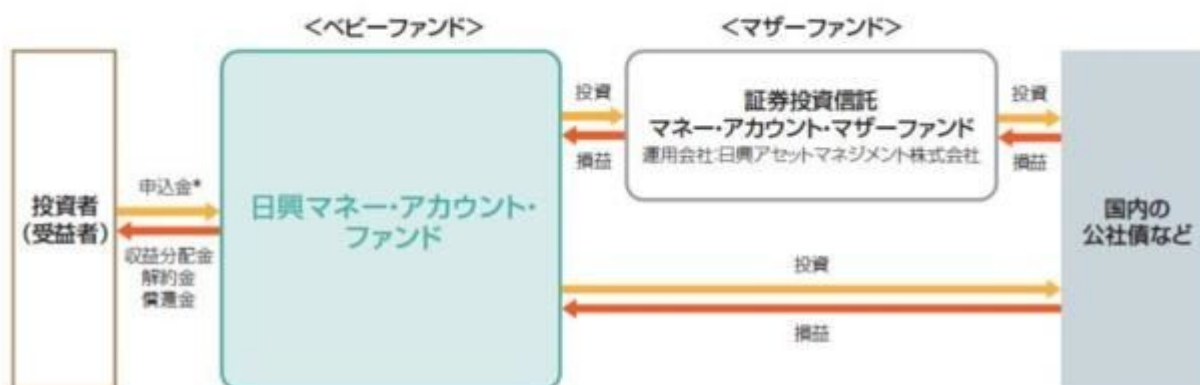 <ベビーファンド>
<マザーファンド>
投資者
(受益者)
申込金*
収益分配金
解約金
償還金
日興マネー・アカウント・
ファンド
投資
損益
証券投資信託
マネー・アカウント・マザーファンド
運用会社:日興アセットマネジメント株式会社
投資
損益
投資
損益
国内の
公社債など